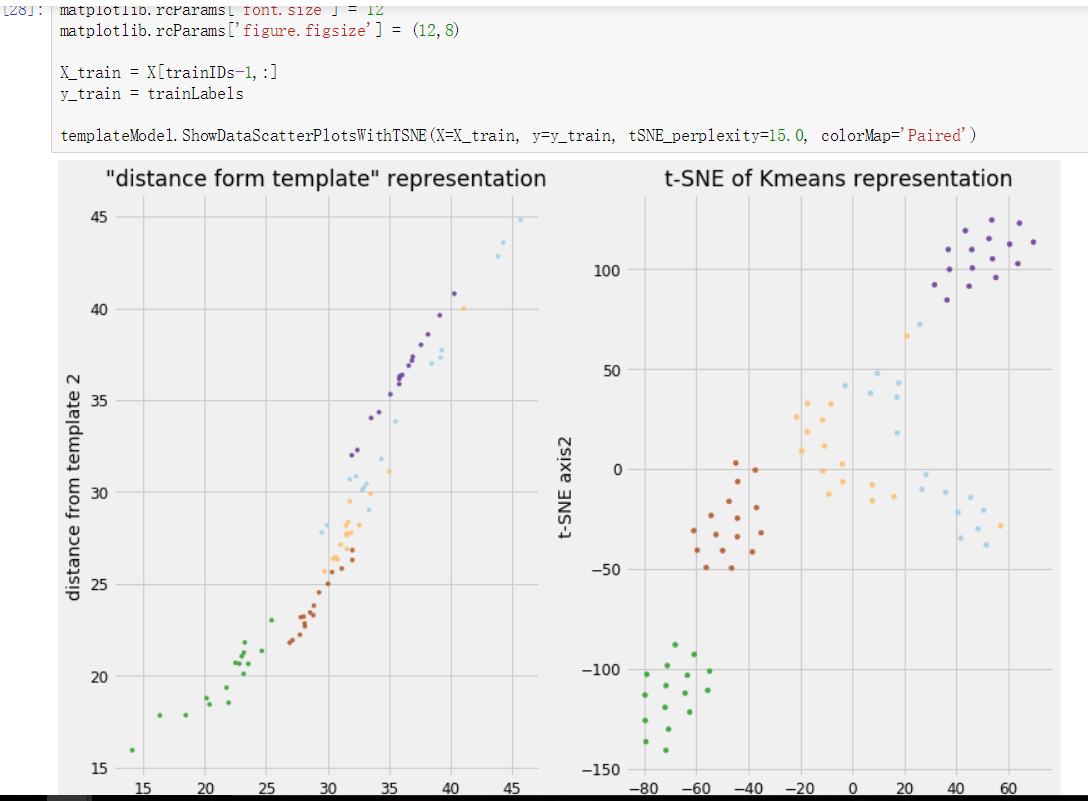 [28]: matplotlib.rcParams['font.size'] = 12
matplotlib.rcParams['figure.figsize'] = (12,8)
X_train = X[trainIDs-1,:]
y_train = trainLabels
templateModel.ShowDataScatterPlotsWithTSNE(X=X_train, y=y_train, tSNE_perplexity=15.0, colorMap='Paired')
"distance form template" representation
45
40
35
30
25
20
15
distance from template 2
15 20 25 30 35 40 45
t-SNE of Kmeans representation
100
50
0
−50
−100
−150
t-SNE axis2
−80 −60 −40 −20 0 20 40 60